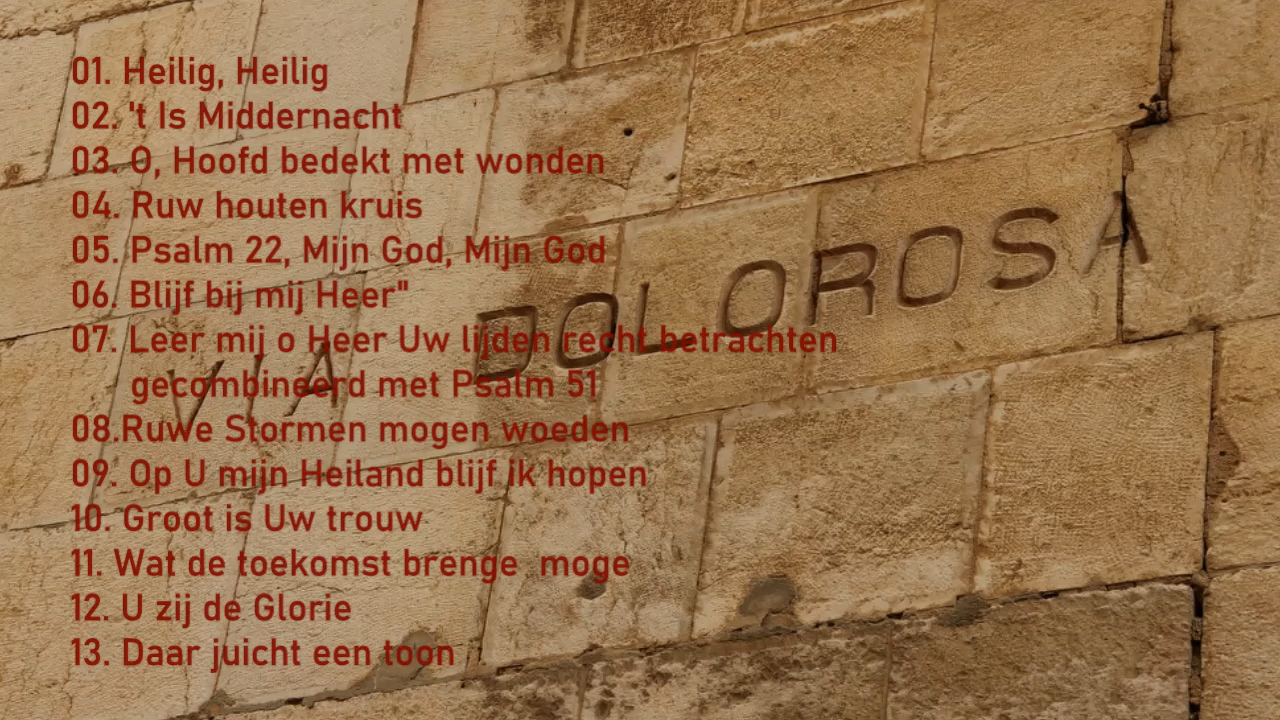 01. Heilig, Heilig
02. 't Is Middernacht
03. O, Hoofd bedekt met wonden
04. Ruw houten kruis
05. Psalm 22, Mijn God, Mijn God
06. Blijf bij mij Heer"
07. Leer mij o Heer Uw lijden recht betrachten
gecombineerd met Psalm 51
08.Ruwe Stormen mogen woeden
09. Op U mijn Heiland blijf ik hopen
10. Groot is Uw trouw
11. Wat de toekomst brenge  moge
12. U zij de Glorie
13. Daar juicht een toon
VIA DOLOROSA